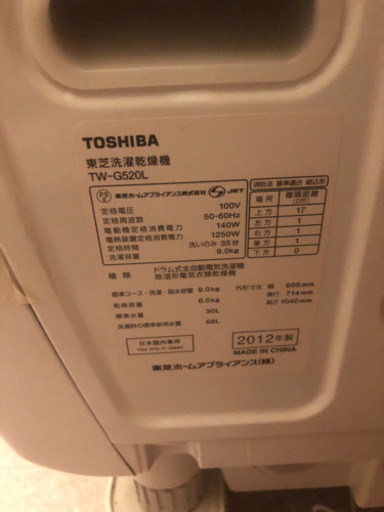 TOSHIBA
東芝洗濯乾燥機
TW-G520L
東芝ホームアプライアンス株式会社 JET
定格電圧 100V
定格周波数 50-60Hz
電動機定格消費電力 140W
電熱装置定格消費電力 1250W
定格時間 洗いのみ 35分
洗濯容量 9.0kg
消防法 基準適合 組込形
場所 離隔距離(cm)
上方 17
左方 1
右方 1
後方 1
下方 0
種類 ドラム式全自動電気洗濯機
除湿形電気衣類乾燥機
標準コース・洗濯・脱水容量 9.0kg
乾燥容量 6.0kg
標準水量 30L
洗濯時の標準使用水量 68L
外形寸法 幅 655mm
奥行 714mm
高さ 1040mm
日本国内専用
Use only in Japan
2012年製
MADE IN CHINA
東芝ホームアプライアンス(株)